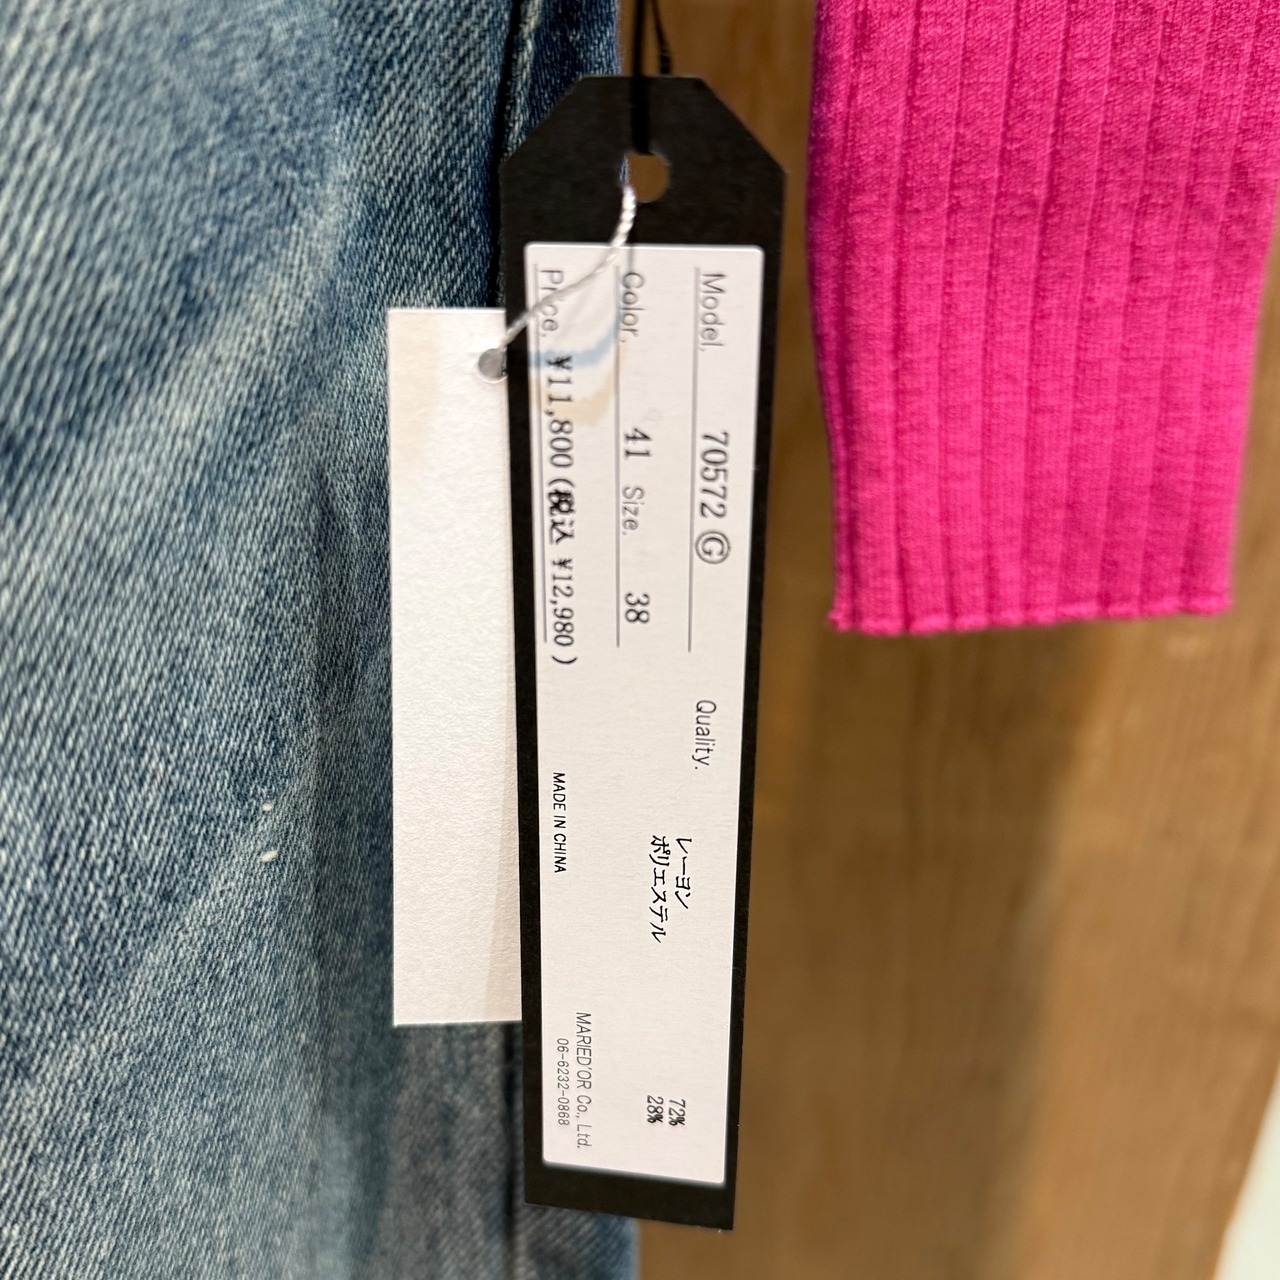 Model. 70572 Ⓖ
Color. 41 Size. 38
Price. ¥11,800 (税込 ¥12,980)
Quality.
レーヨン 72%
ポリエステル 28%
MADE IN CHINA
MARIED'OR Co., Ltd.
06-6232-0868